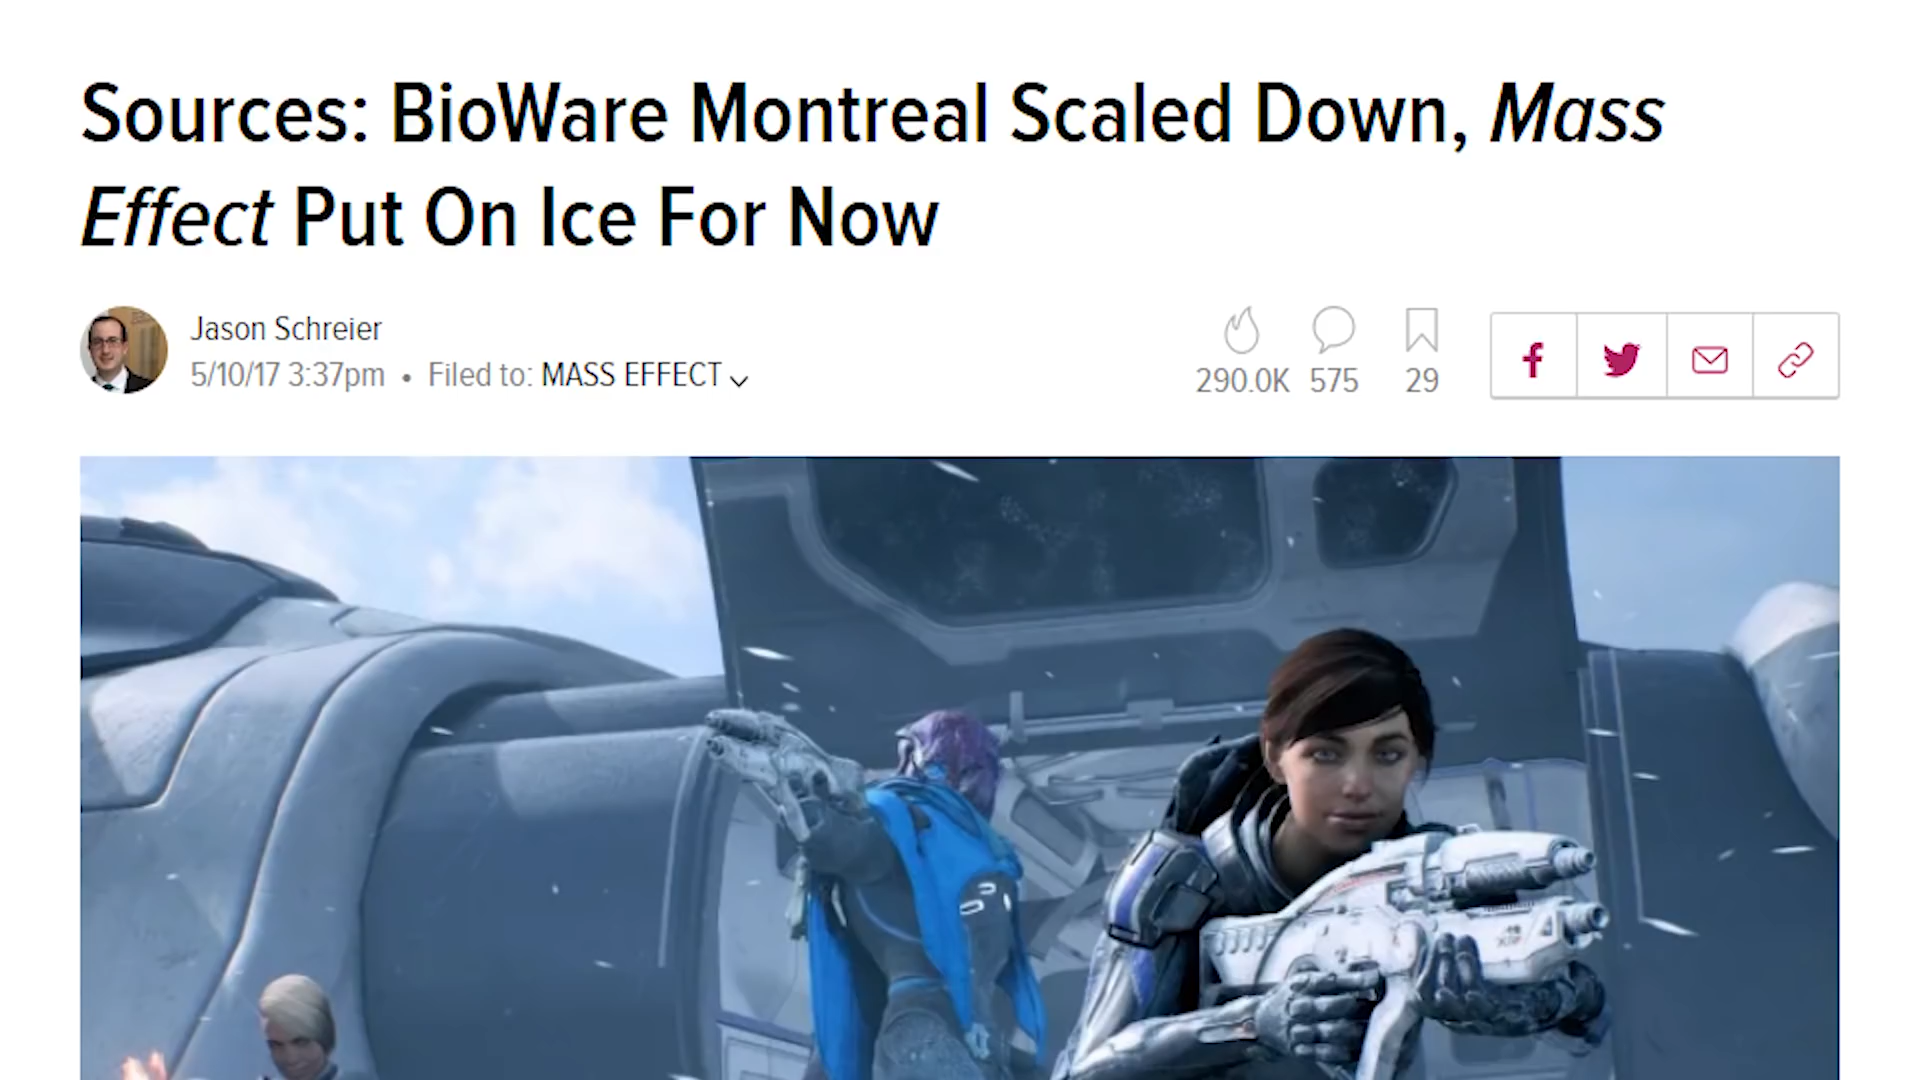 Sources: BioWare Montreal Scaled Down, Mass
Effect Put On Ice For Now
Jason Schreier
5/10/17 3:37pm • Filed to: MASS EFFECT
290.0K 575 29